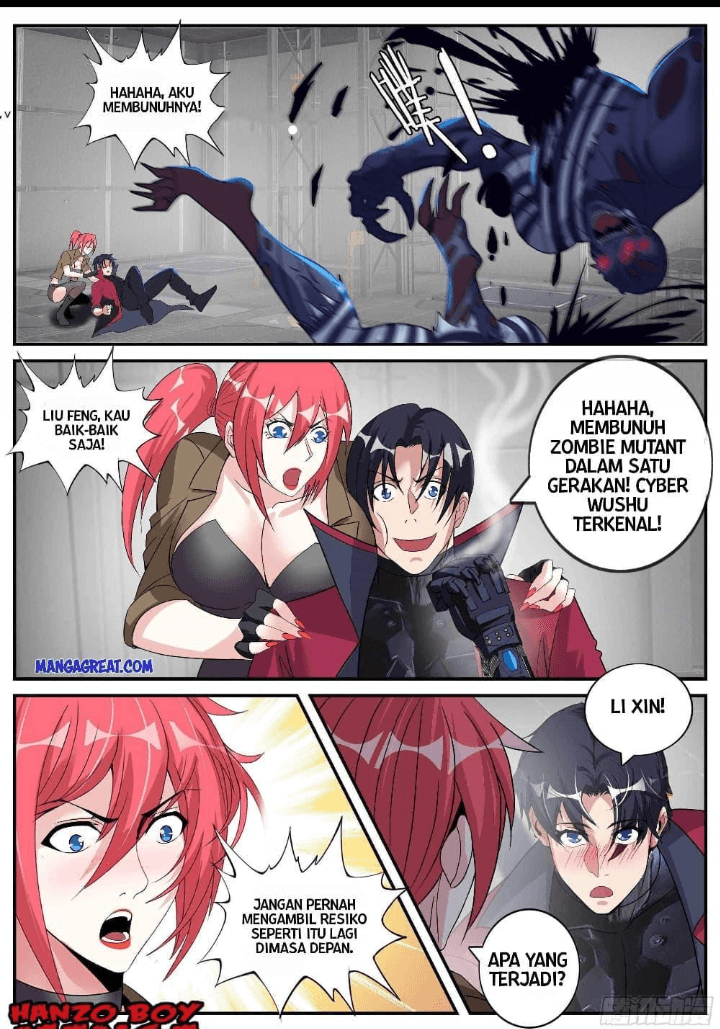 , V
HAHAHA, AKU
MEMBUNUHNYA!
LIU FENG, KAU
BAIK-BAIK
SAJA!
HAHAHA,
MEMBUNUH
ZOMBIE MUTANT
DALAM SATU
GERAKAN! CYBER
WUSHU
TERKENAL!
MANGAGREAT.COM
LI XIN!
JANGAN PERNAH
MENGAMBIL RESIKO
SEPERTI ITU LAGI
DIMASA DEPAN.
APA YANG
TERJADI?
HANZO BOY